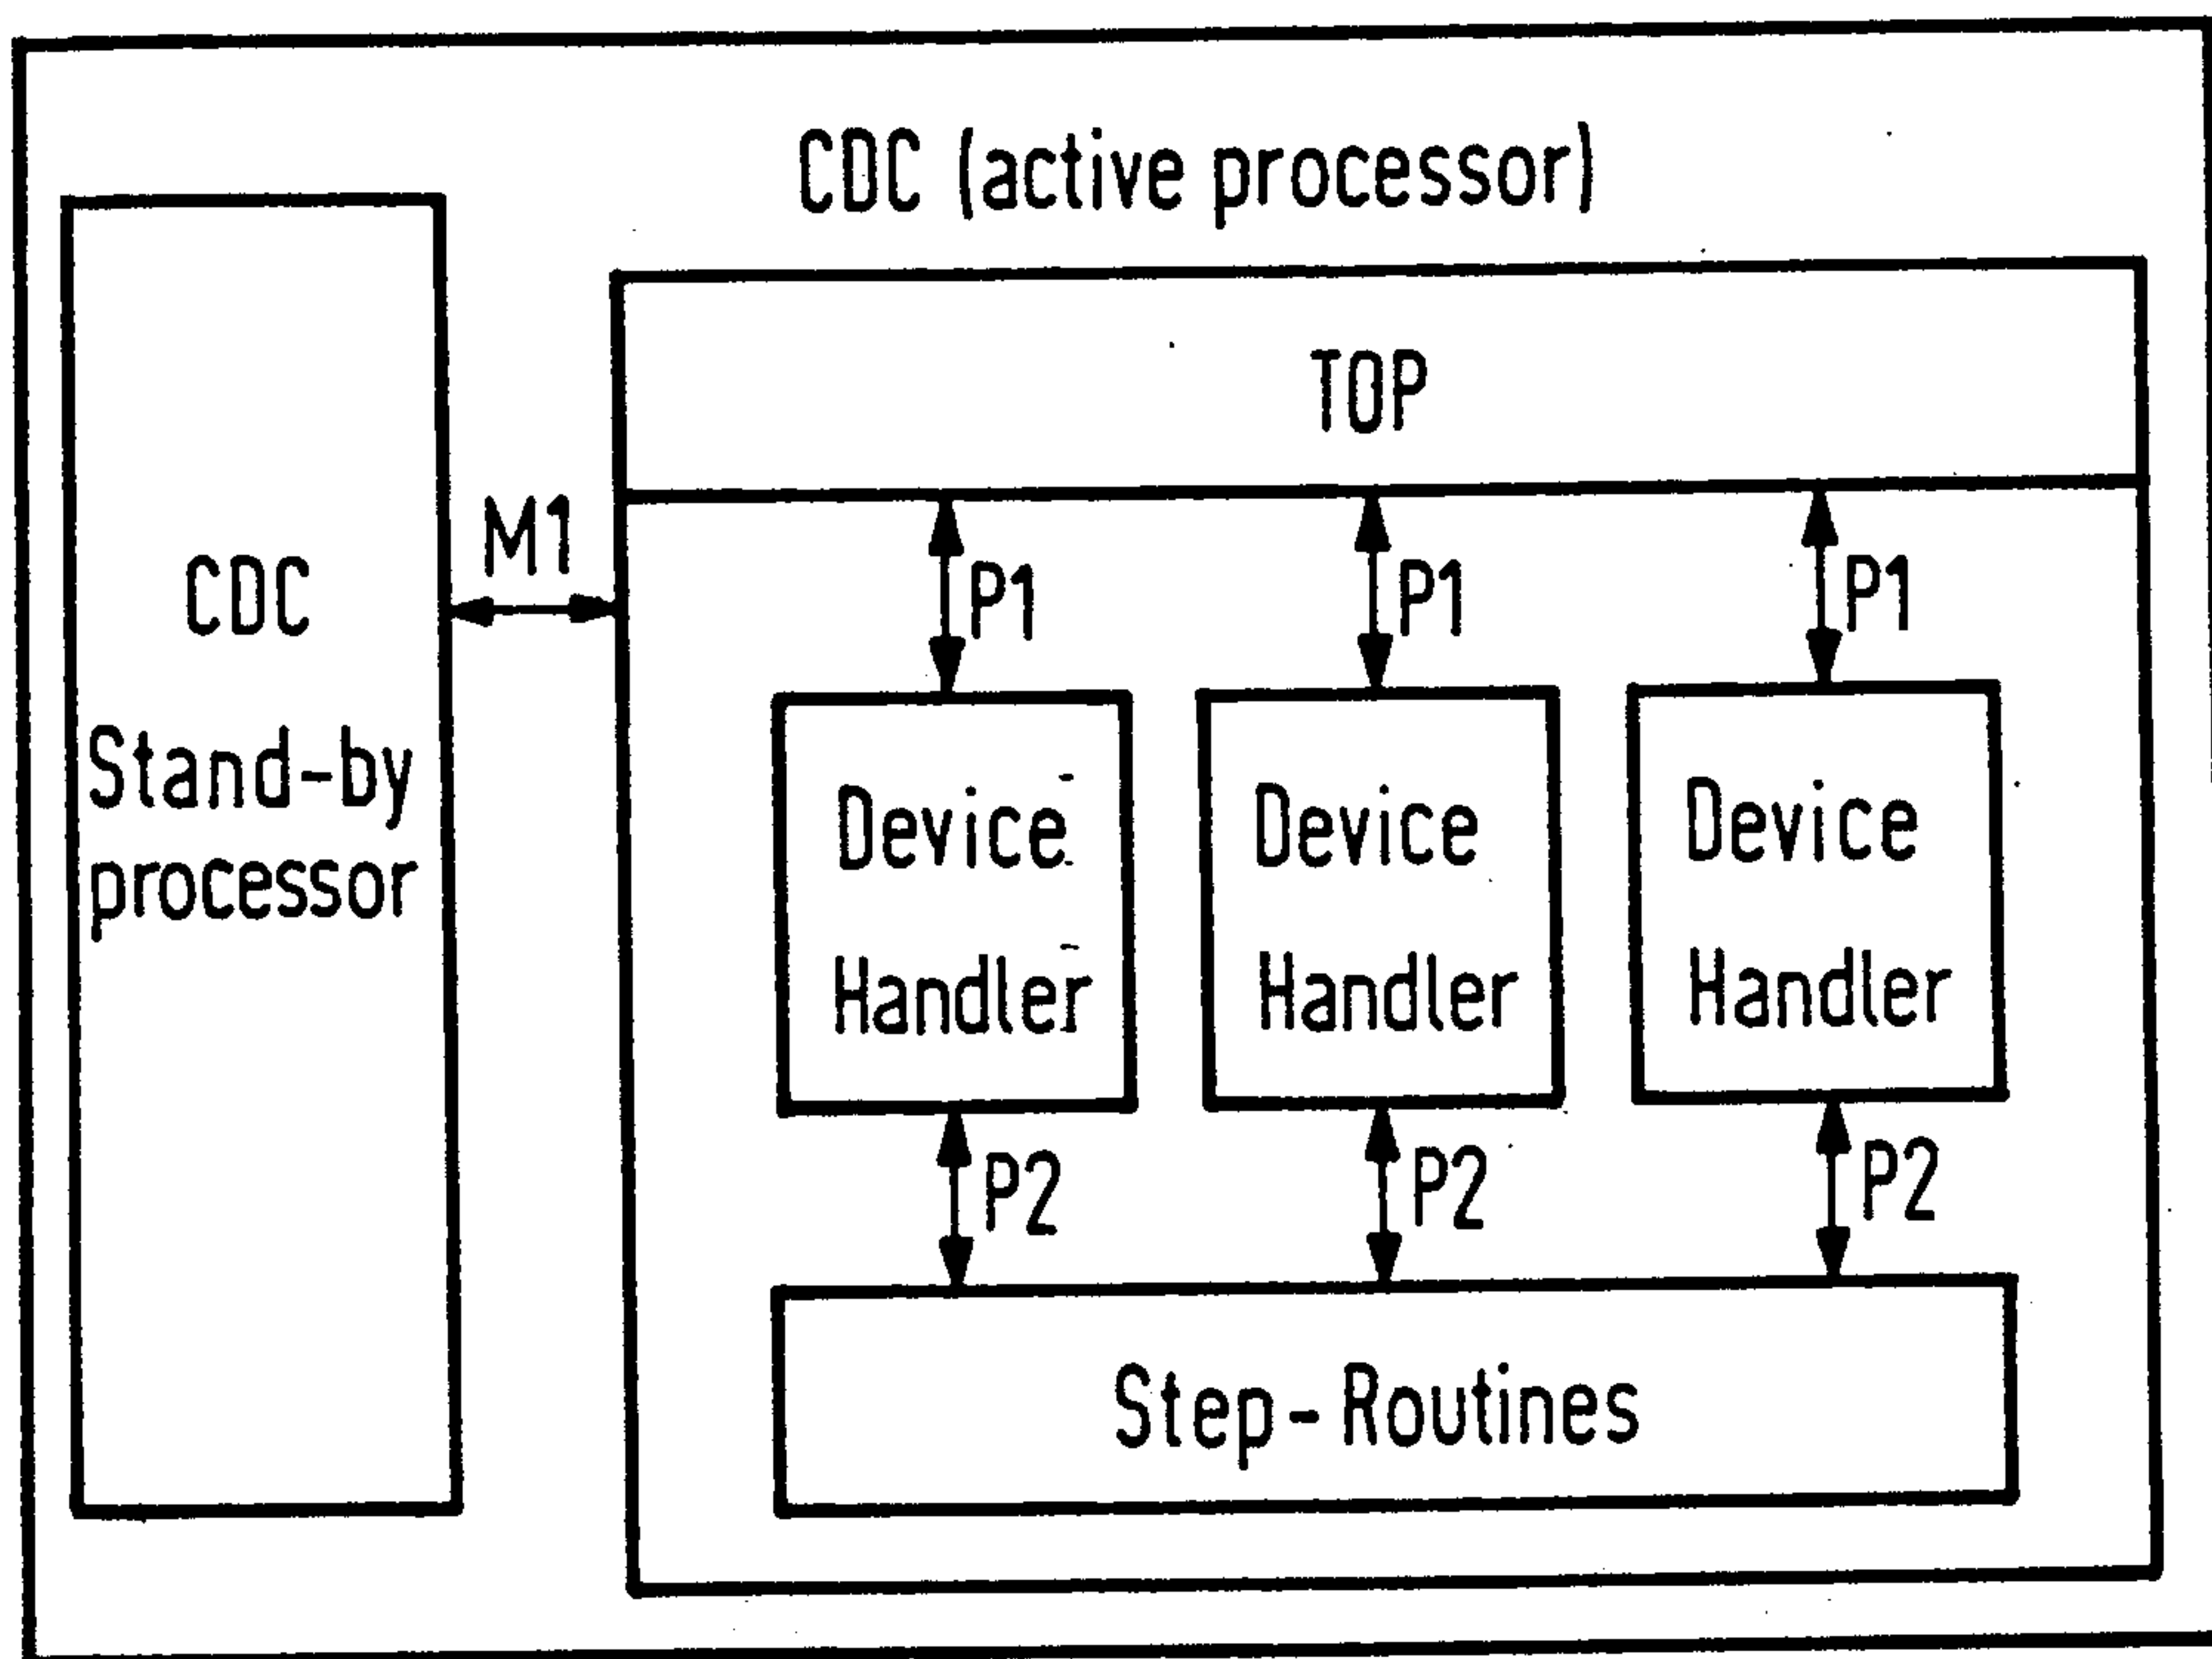 CDC (active processor)
TOP
M1
CDC
Stand-by
processor
P1
P1
P1
Device
Handler
Device
Handler
Device
Handler
P2
P2
P2
Step-Routines